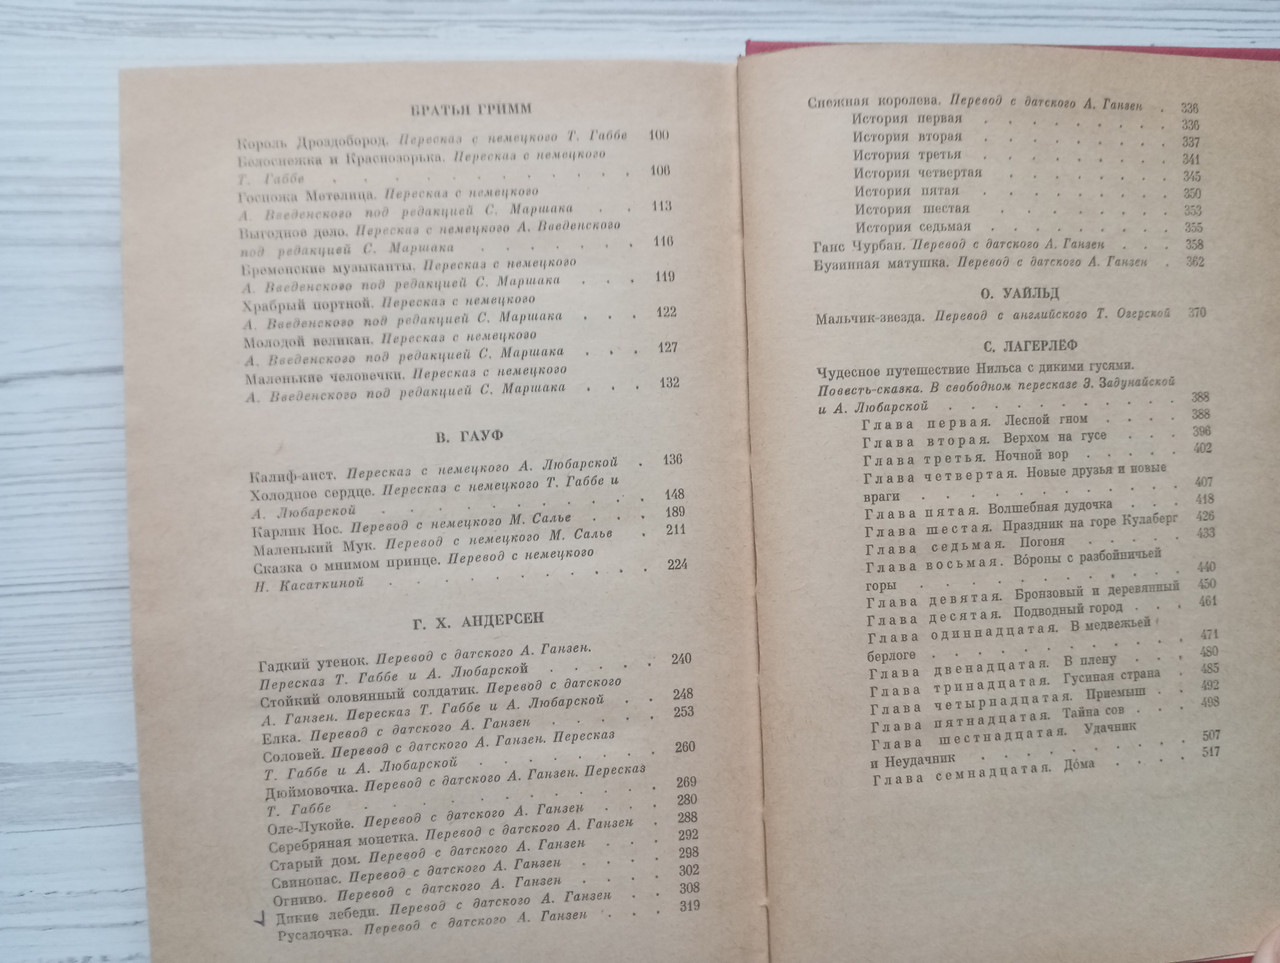 БРАТЬЯ ГРИММ
Король Дроздобород. Пересказ с немецкого Т. Габбе 100
Белоснежка и Краснозорька. Пересказ с немецкого
Т. Габбе . . . . . . . . . . . . 106
Госпожа Метелица. Пересказ с немецкого
А. Введенского под редакцией С. Маршака . . 113
Выгодное дело. Пересказ с немецкого А. Введенского
под редакцией С. Маршака . . . . . . . 116
Бременские музыканты. Пересказ с немецкого
А. Введенского под редакцией С. Маршака . . . 119
Храбрый портной. Пересказ с немецкого
А. Введенского под редакцией С. Маршака . . . 122
Молодой великан. Пересказ с немецкого
А. Введенского под редакцией С. Маршака . . . 127
Маленькие человечки. Пересказ с немецкого
А. Введенского под редакцией С. Маршака . . . 132
В. ГАУФ
Калиф-аист. Пересказ с немецкого А. Любарской . 136
Холодное сердце. Пересказ с немецкого Т. Габбе и
А. Любарской . . . . . . . . . . . 148
Карлик Нос. Перевод с немецкого М. Салье . . . 189
Маленький Мук. Перевод с немецкого М. Салье . 211
Сказка о мнимом принце. Перевод с немецкого
Н. Касаткиной . . . . . . . . . . 224
Г. Х. АНДЕРСЕН
Гадкий утенок. Перевод с датского А. Ганзен.
Пересказ Т. Габбе и А. Любарской . . . . . 240
Стойкий оловянный солдатик. Перевод с датского
А. Ганзен. Пересказ Т. Габбе и А. Любарской . . 248
Елка. Перевод с датского А. Ганзен . . . . . 253
Соловей. Перевод с датского А. Ганзен. Пересказ
Т. Габбе и А. Любарской . . . . . . . 260
Дюймовочка. Перевод с датского А. Ганзен. Пересказ
Т. Габбе . . . . . . . . . . . . 269
Оле-Лукойе. Перевод с датского А. Ганзен . . . 280
Серебряная монетка. Перевод с датского А. Ганзен . 288
Старый дом. Перевод с датского А. Ганзен . . . 292
Свинопас. Перевод с датского А. Ганзен . . . . 298
Огниво. Перевод с датского А. Ганзен . . . . 302
Дикие лебеди. Перевод с датского А. Ганзен . . 308
Русалочка. Перевод с датского А. Ганзен . . . 319
Снежная королева. Перевод с датского А. Ганзен . 336
История первая . . . . . . . . 336
История вторая . . . . . . . . 337
История третья . . . . . . . . 341
История четвертая . . . . . . . 345
История пятая . . . . . . . . 350
История шестая . . . . . . . 353
История седьмая . . . . . . . 355
Ганс Чурбан. Перевод с датского А. Ганзен . . . 358
Бузинная матушка. Перевод с датского А. Ганзен . 362
О. УАЙЛЬД
Мальчик-звезда. Перевод с английского Т. Озерской 370
С. ЛАГЕРЛЁФ
Чудесное путешествие Нильса с дикими гусями.
Повесть-сказка. В свободном пересказе З. Задунайской
и А. Любарской . . . . . . . . . . . 388
Глава первая. Лесной гном . . . . 388
Глава вторая. Верхом на гусе . . . 396
Глава третья. Ночной вор . . . . . 402
Глава четвертая. Новые друзья и новые
враги . . . . . . . . . . . . 407
Глава пятая. Волшебная дудочка . . . 418
Глава шестая. Праздник на горе Кулаберг 426
Глава седьмая. Погоня . . . . . 433
Глава восьмая. Во́роны с разбойничьей
горы . . . . . . . . . . . . 440
Глава девятая. Бронзовый и деревянный 450
Глава десятая. Подводный город . . . 461
Глава одиннадцатая. В медвежьей
берлоге . . . . . . . . . . . 471
Глава двенадцатая. В плену . . . 480
Глава тринадцатая. Гусиная страна . 485
Глава четырнадцатая. Приемыш . . 492
Глава пятнадцатая. Тайна сов . . . 498
Глава шестнадцатая. Удачник
и Неудачник . . . . . . . . . . 507
Глава семнадцатая. До́ма . . . . 517